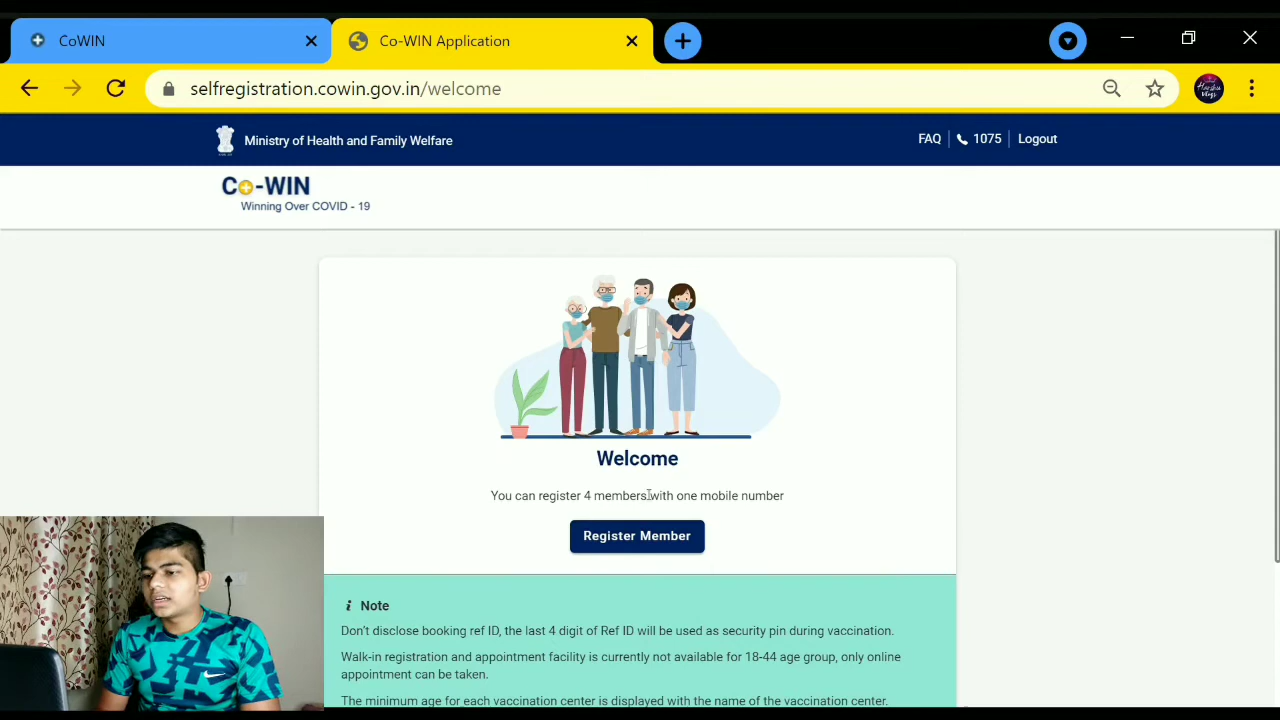 CoWIN
Co-WIN Application
selfregistration.cowin.gov.in/welcome
Ministry of Health and Family Welfare
FAQ 1075 Logout
Co-WIN
Winning Over COVID - 19
Welcome
You can register 4 members with one mobile number
Register Member
i Note
Don't disclose booking ref ID, the last 4 digit of Ref ID will be used as security pin during vaccination.
Walk-in registration and appointment facility is currently not available for 18-44 age group, only online
appointment can be taken.
The minimum age for each vaccination center is displayed with the name of the vaccination center.